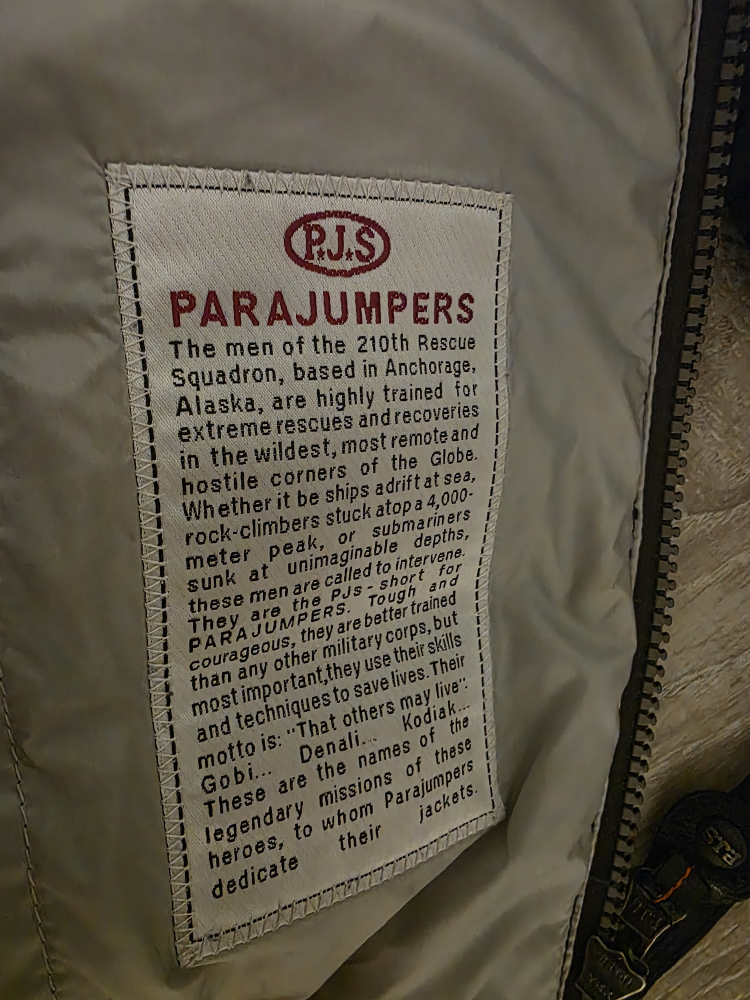 P.J.S
PARAJUMPERS
The men of the 210th Rescue
Squadron, based in Anchorage,
Alaska, are highly trained for
extreme rescues and recoveries
in the wildest, most remote and
hostile corners of the Globe.
Whether it be ships adrift at sea,
rock-climbers stuck atop a 4,000-
meter peak, or submariners
sunk at unimaginable depths,
these men are called to intervene.
They are the PJs - short for
PARAJUMPERS. Tough and
courageous, they are better trained
than any other military corps, but
most important, they use their skills
and techniques to save lives. Their
motto is: "That others may live".
Gobi... Denali... Kodiak...
These are the names of the
legendary missions of these
heroes, to whom Parajumpers
dedicate their jackets.
PJS